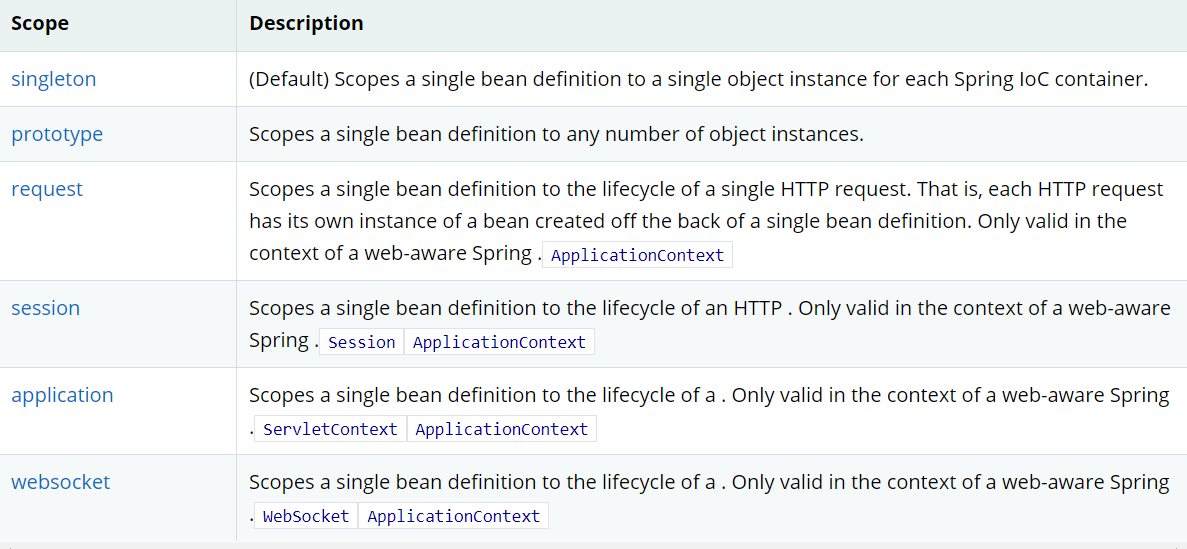 Scope Description
singleton (Default) Scopes a single bean definition to a single object instance for each Spring IoC container.
prototype Scopes a single bean definition to any number of object instances.
request Scopes a single bean definition to the lifecycle of a single HTTP request. That is, each HTTP request
has its own instance of a bean created off the back of a single bean definition. Only valid in the
context of a web-aware Spring . ApplicationContext
session Scopes a single bean definition to the lifecycle of an HTTP . Only valid in the context of a web-aware
Spring . Session ApplicationContext
application Scopes a single bean definition to the lifecycle of a . Only valid in the context of a web-aware Spring
. ServletContext ApplicationContext
websocket Scopes a single bean definition to the lifecycle of a . Only valid in the context of a web-aware Spring
. WebSocket ApplicationContext